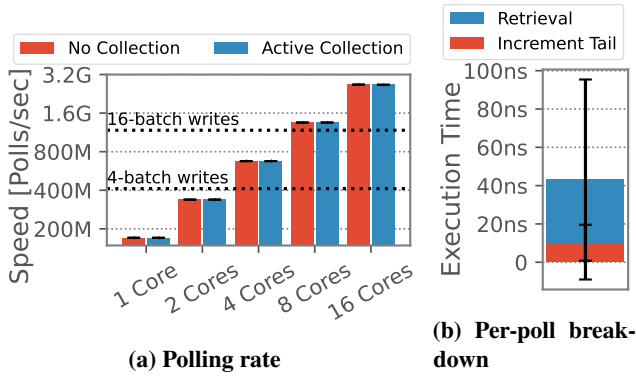 No Collection Active Collection
Speed [Polls/sec]
3.2G
1.6G
800M
400M
200M
16-batch writes
4-batch writes
1 Core
2 Cores
4 Cores
8 Cores
16 Cores
(a) Polling rate
Retrieval
Increment Tail
Execution Time
100ns
80ns
60ns
40ns
20ns
0
(b) Per-poll break-
down